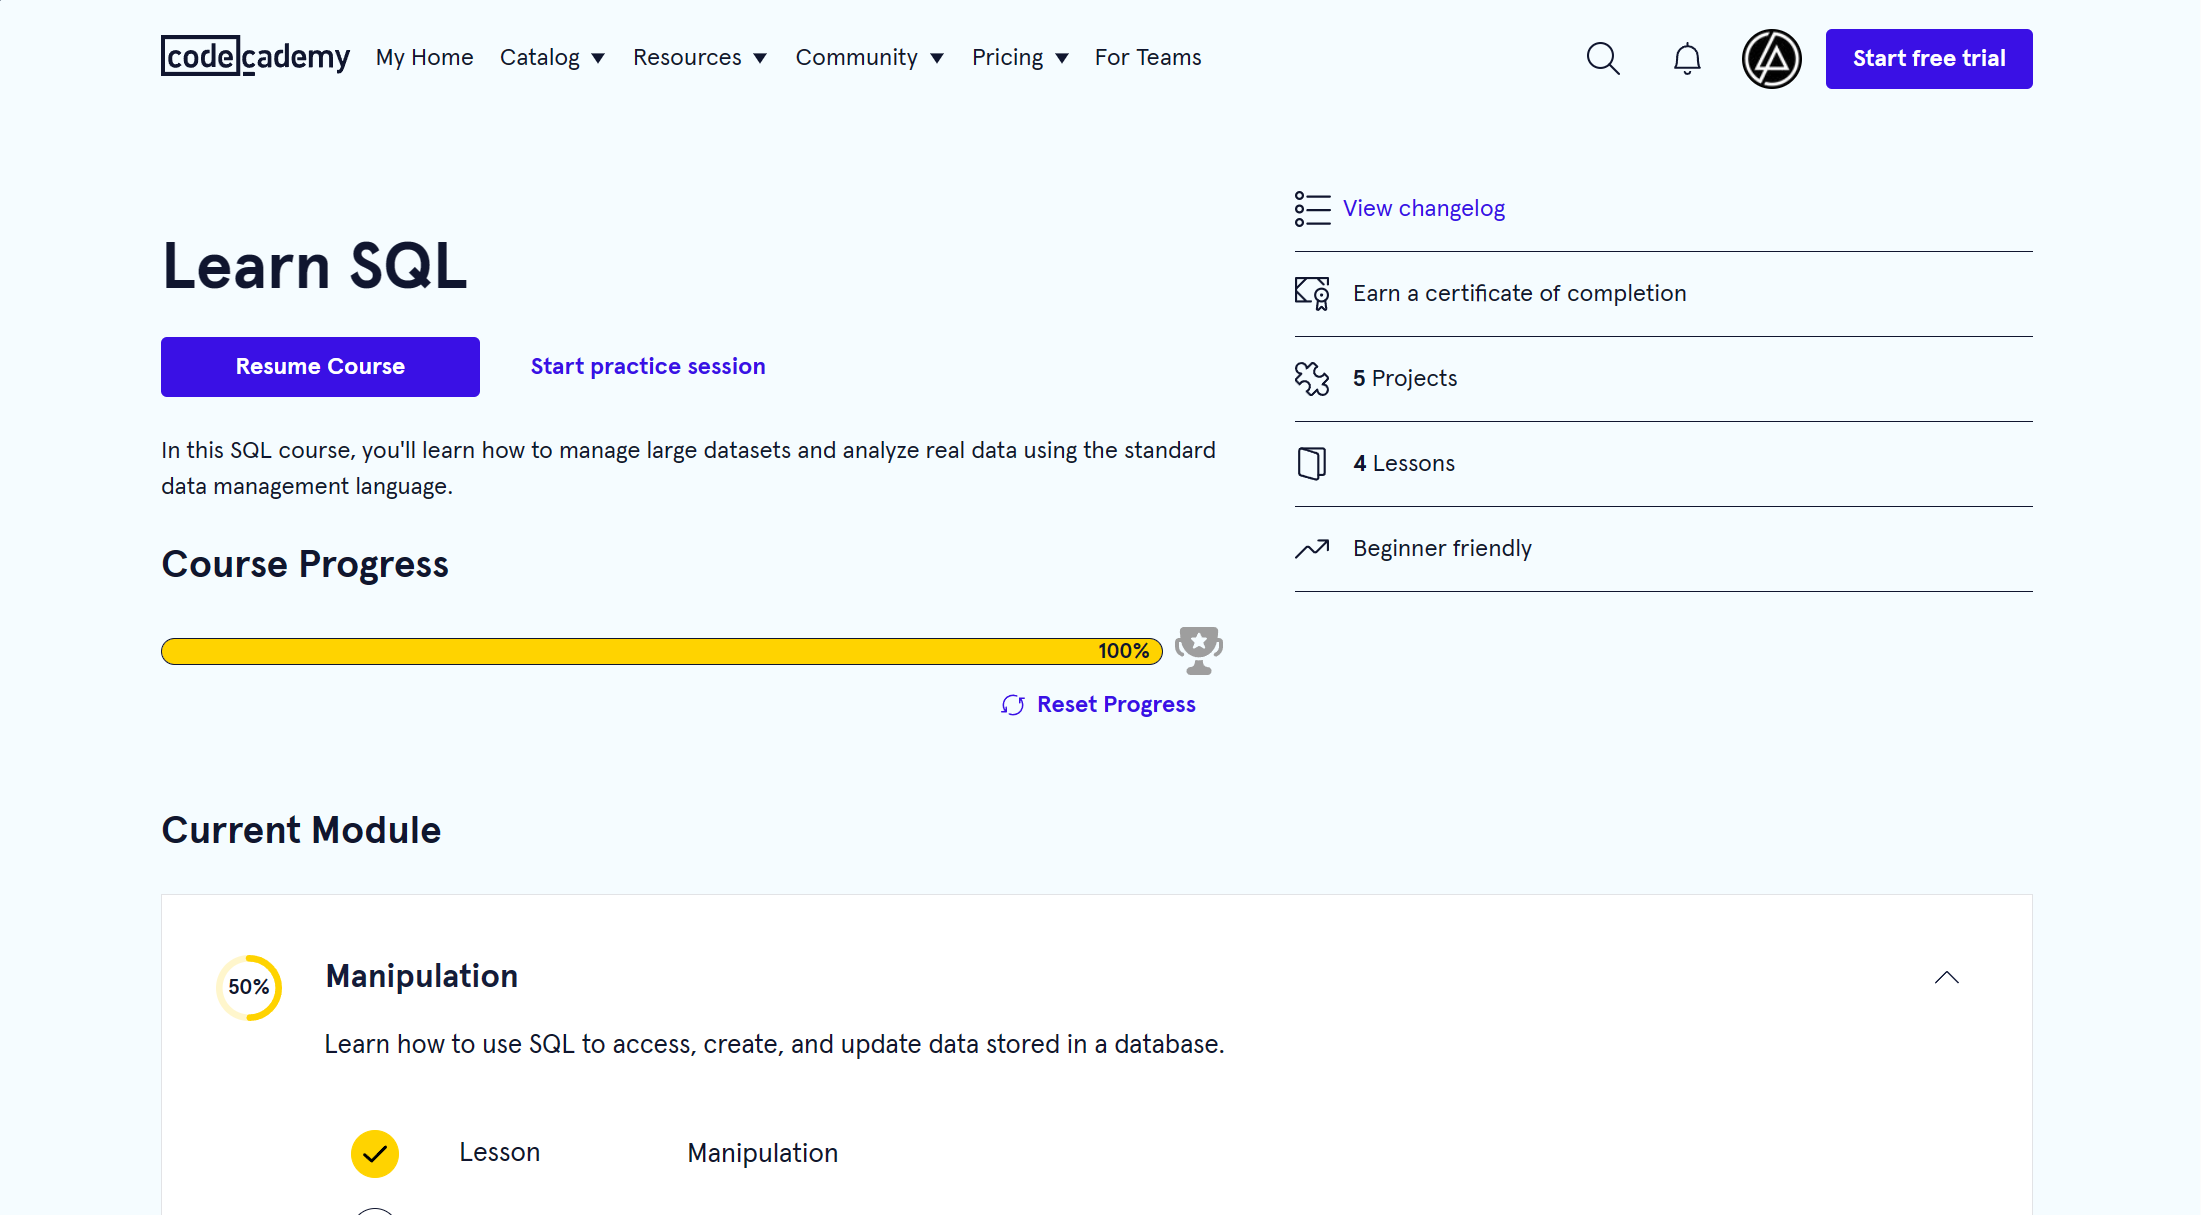 codecademy My Home Catalog Resources Community Pricing For Teams Start free trial
Learn SQL
Resume Course Start practice session
In this SQL course, you'll learn how to manage large datasets and analyze real data using the standard
data management language.
Course Progress
100%
Reset Progress
View changelog
Earn a certificate of completion
5 Projects
4 Lessons
Beginner friendly
Current Module
50% Manipulation
Learn how to use SQL to access, create, and update data stored in a database.
Lesson Manipulation